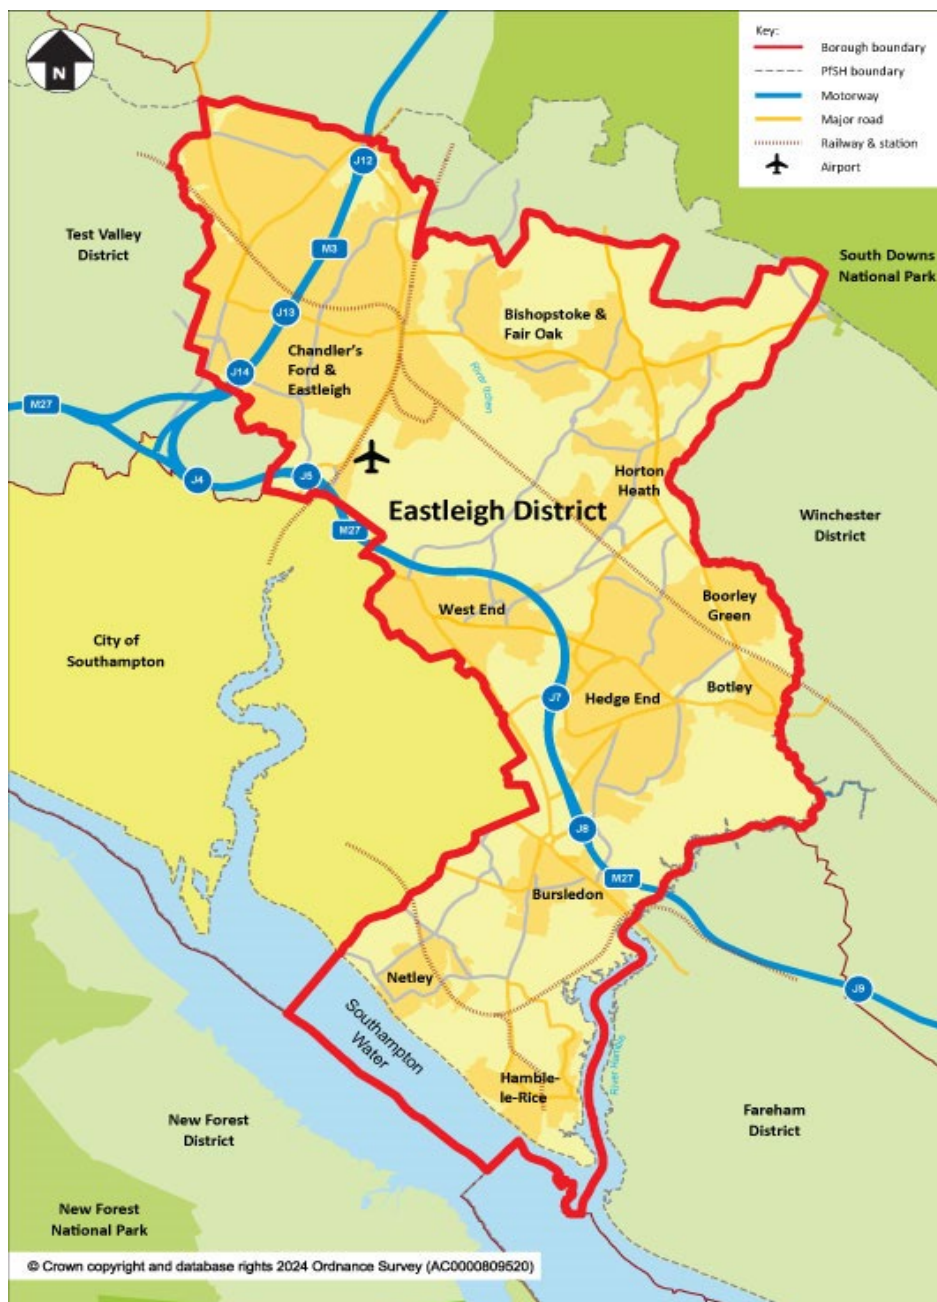 N
Key:
Borough boundary
PfSH boundary
Motorway
Major road
Railway & station
Airport
J12
Test Valley
District
M3
South Downs
National Park
J13
Bishopstoke &
Fair Oak
Chandler's
Ford &
Eastleigh
River Itchen
J14
M27
J4
J5
Horton
Heath
Eastleigh District
M27
Winchester
District
West End
Boorley
Green
City of
Southampton
J7
Hedge End
Botley
J8
M27
Bursledon
Netley
J9
Southampton
Water
Hamble-
le-Rice
River Hamble
New Forest
District
Fareham
District
New Forest
National Park
© Crown copyright and database rights 2024 Ordnance Survey (AC0000809520)